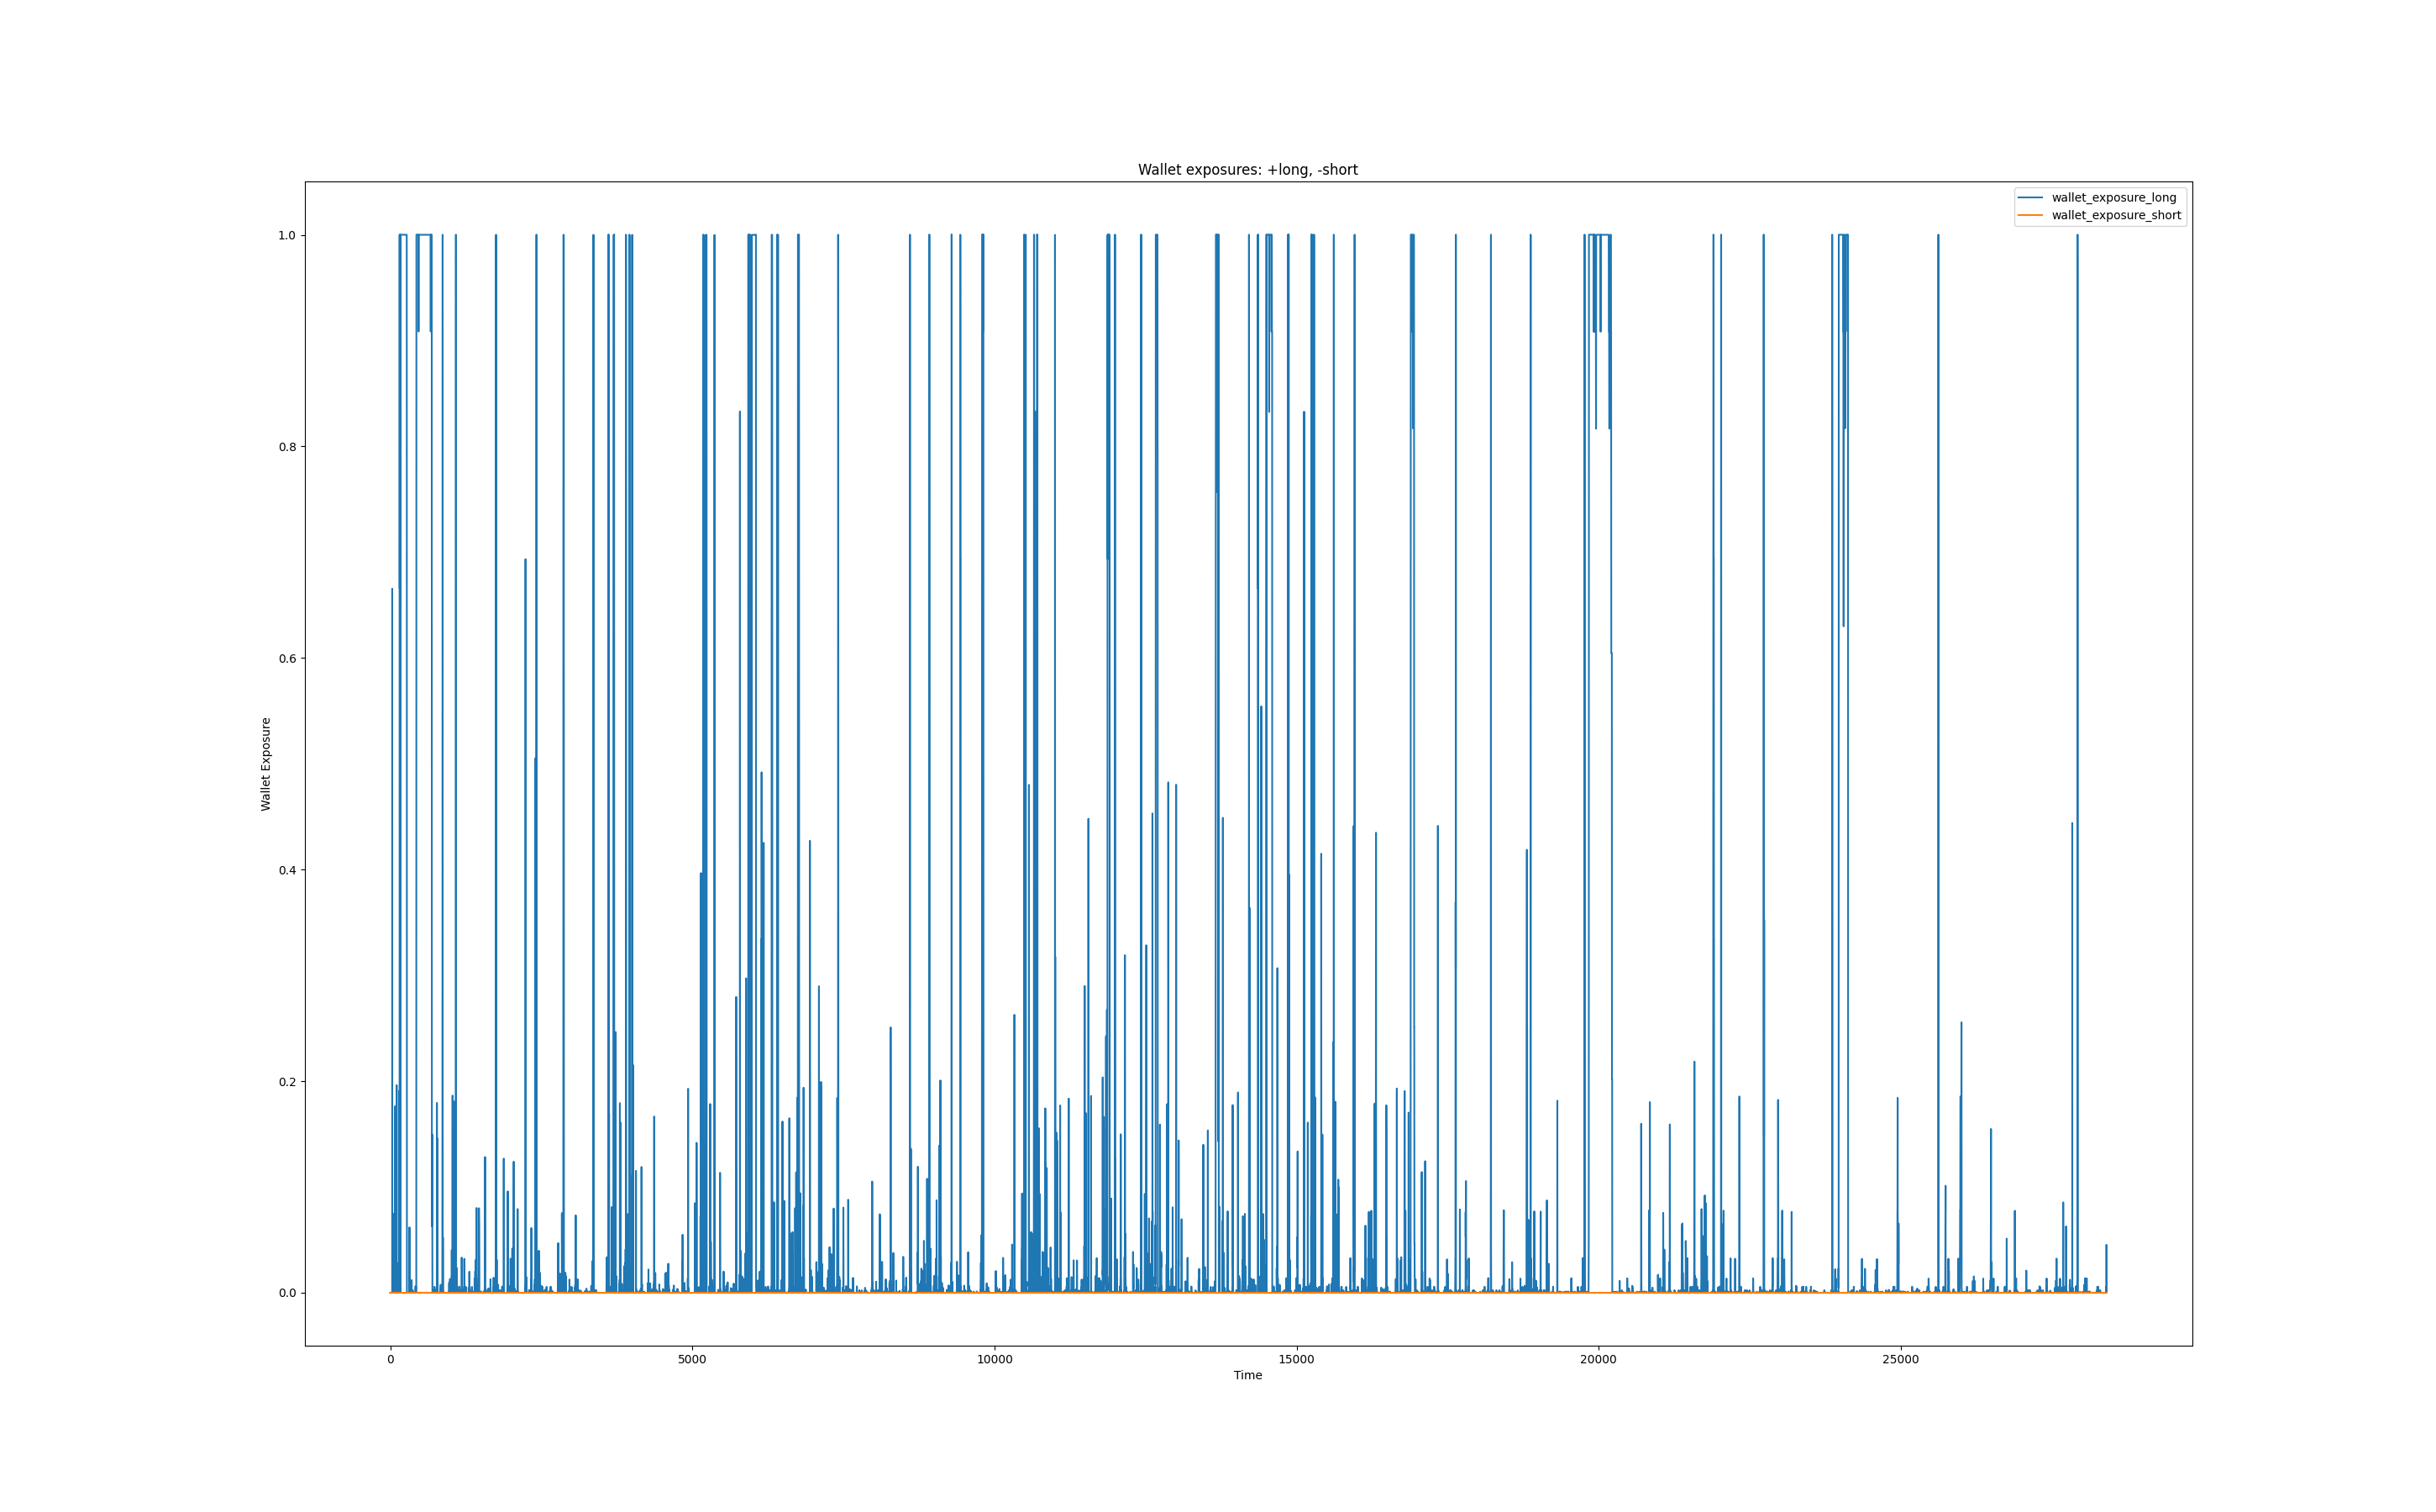 Wallet exposures: +long, -short
wallet_exposure_long
wallet_exposure_short
1.0
0.8
0.6
0.4
0.2
0.0
Wallet Exposure
0 5000 10000 15000 20000 25000
Time